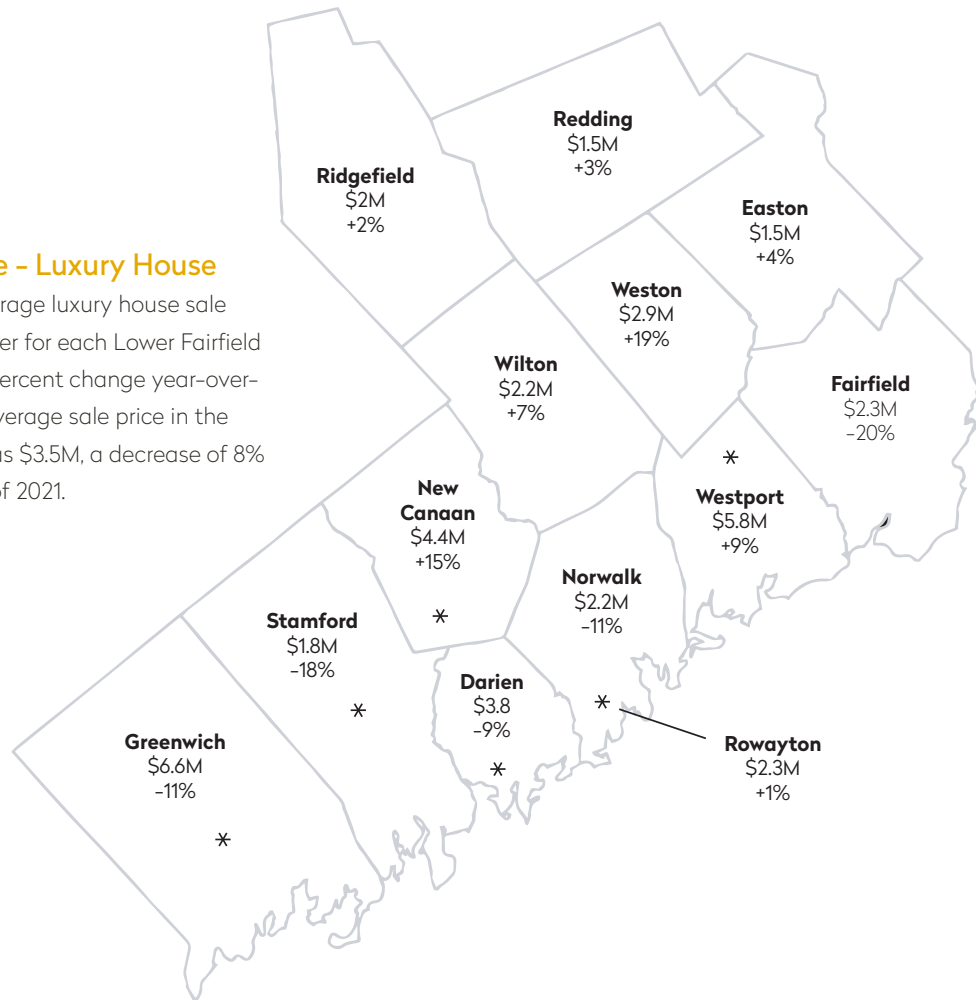 e - Luxury House
rage luxury house sale
er for each Lower Fairfield
ercent change year-over-
verage sale price in the
as $3.5M, a decrease of 8%
of 2021.
Redding
$1.5M
+3%
Ridgefield
$2M
+2%
Easton
$1.5M
+4%
Weston
$2.9M
+19%
Wilton
$2.2M
+7%
Fairfield
$2.3M
-20%
New
Canaan
$4.4M
+15%
*
*
Westport
$5.8M
+9%
Norwalk
$2.2M
-11%
*
Stamford
$1.8M
-18%
*
Darien
$3.8
-9%
*
Rowayton
$2.3M
+1%
Greenwich
$6.6M
-11%
*